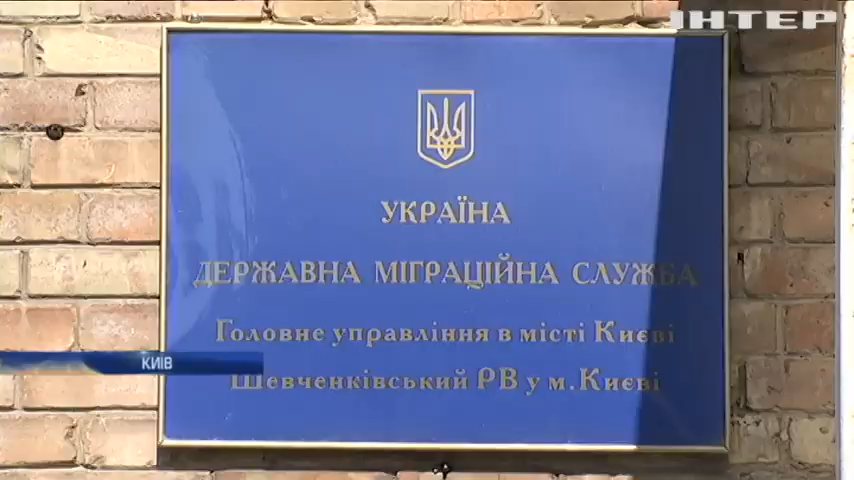 ІНТЕР
УКРАЇНА
ДЕРЖАВНА МІГРАЦІЙНА СЛУЖБА
Головне управління в місті Києві
КИЇВ
Шевченківський РВ у м. Києві